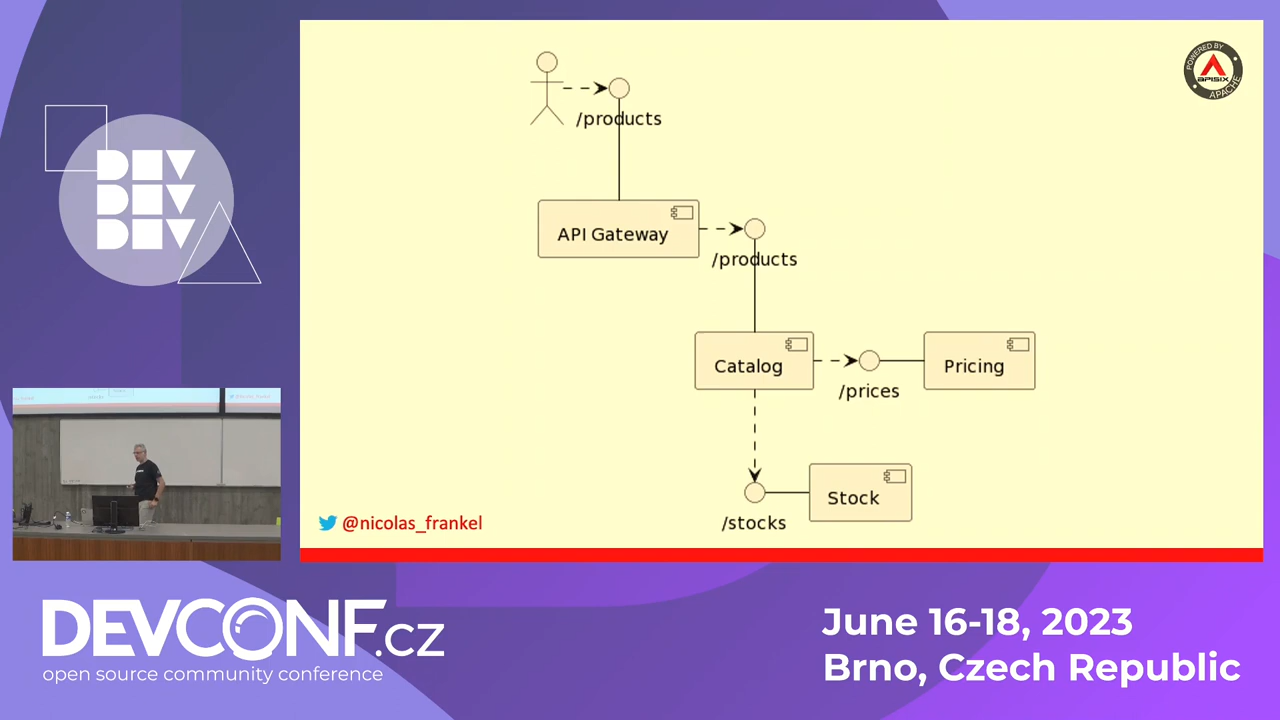 POWERED BY
APISIX
APACHE
/products
API Gateway
/products
Catalog
Pricing
/prices
Stock
/stocks
@nicolas_frankel
DEV
DEV
DEV
DEVCONF.cz
open source community conference
June 16-18, 2023
Brno, Czech Republic